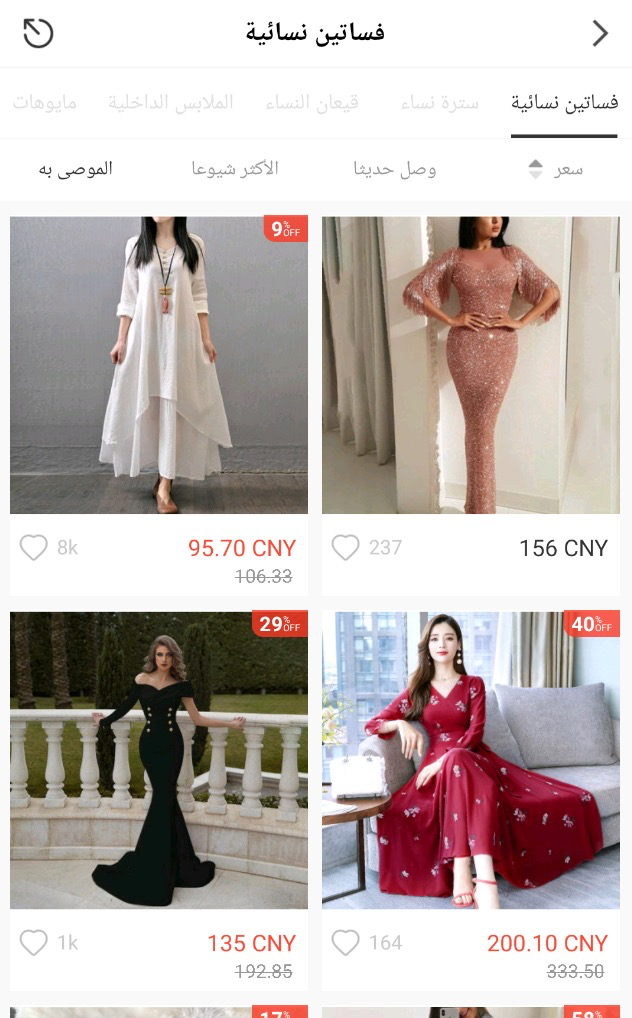 فساتين نسائية
فساتين نسائية
سترة نساء
قيعان النساء
الملابس الداخلية
مايوهات
سعر
وصل حديثا
الأكثر شيوعا
الموصى به
9% OFF
8k
95.70 CNY
106.33
237
156 CNY
29% OFF
1k
135 CNY
192.85
40% OFF
164
200.10 CNY
333.50
17%
58%